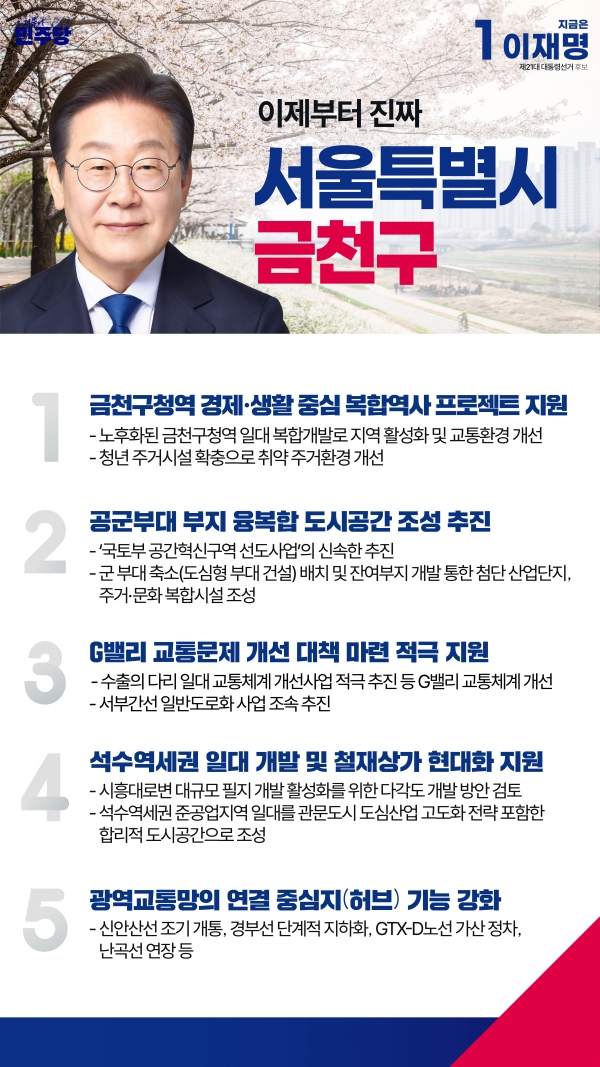 더불어
민주당
지금은
1 이재명
제21대 대통령선거 후보
이제부터 진짜
서울특별시
금천구
1
금천구청역 경제·생활 중심 복합역사 프로젝트 지원
- 노후화된 금천구청역 일대 복합개발로 지역 활성화 및 교통환경 개선
- 청년 주거시설 확충으로 취약 주거환경 개선
2
공군부대 부지 융복합 도시공간 조성 추진
- ‘국토부 공간혁신구역 선도사업’의 신속한 추진
- 군 부대 축소(도심형 부대 건설) 배치 및 잔여부지 개발 통한 첨단 산업단지,
주거·문화 복합시설 조성
3
G밸리 교통문제 개선 대책 마련 적극 지원
- 수출의 다리 일대 교통체계 개선사업 적극 추진 등 G밸리 교통체계 개선
- 서부간선 일반도로화 사업 조속 추진
4
석수역세권 일대 개발 및 철재상가 현대화 지원
- 시흥대로변 대규모 필지 개발 활성화를 위한 다각도 개발 방안 검토
- 석수역세권 준공업지역 일대를 관문도시 도심산업 고도화 전략 포함한
합리적 도시공간으로 조성
5
광역교통망의 연결 중심지(허브) 기능 강화
- 신안산선 조기 개통, 경부선 단계적 지하화, GTX-D노선 가산 정차,
난곡선 연장 등